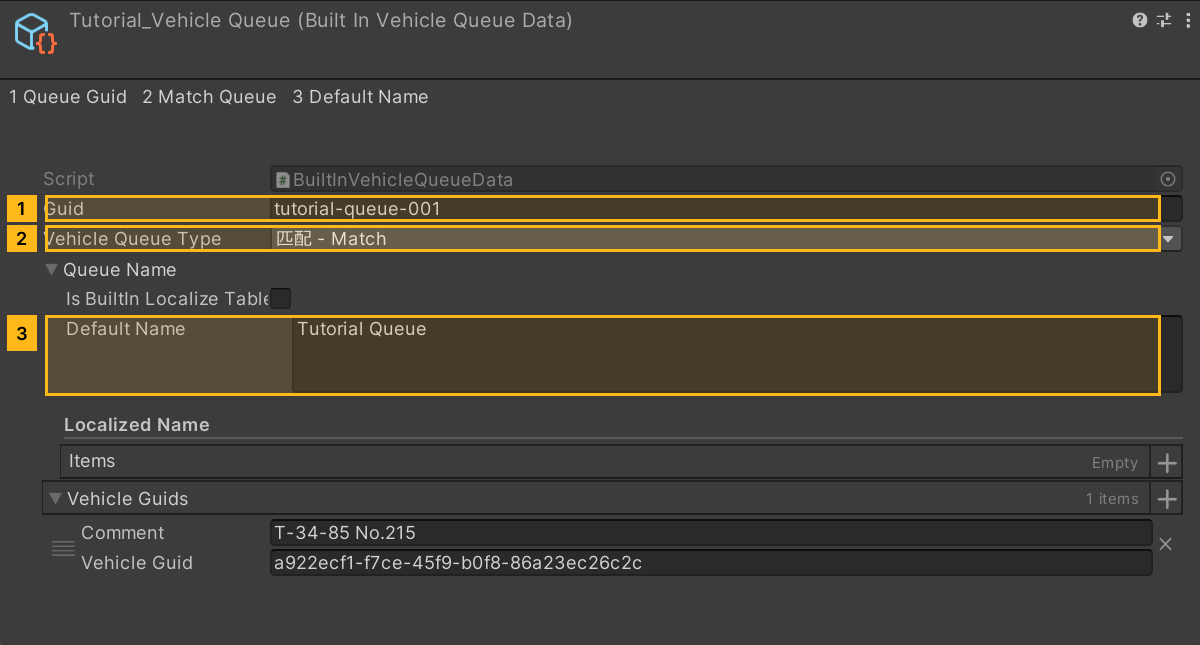 Tutorial_Vehicle Queue (Built In Vehicle Queue Data)
1 Queue Guid 2 Match Queue 3 Default Name
Script BuiltInVehicleQueueData
1 Guid tutorial-queue-001
2 Vehicle Queue Type 匹配 - Match
Queue Name
Is BuiltIn Localize Table
3 Default Name Tutorial Queue
Localized Name
Items Empty
Vehicle Guids 1 items
Comment T-34-85 No.215
Vehicle Guid a922ecf1-f7ce-45f9-b0f8-86a23ec26c2c